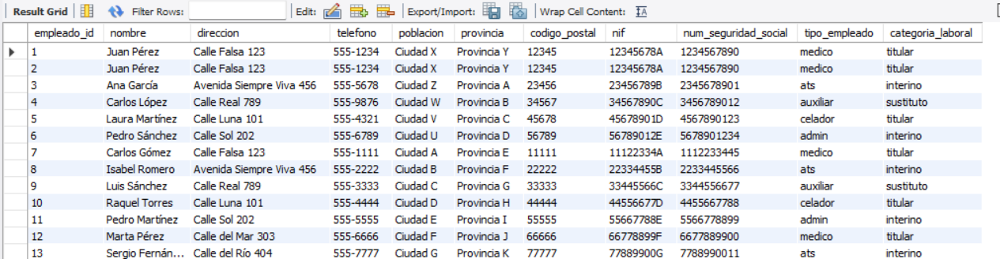 Result Grid Filter Rows: Edit: Export/Import: Wrap Cell Content: IA
empleado_id nombre direccion telefono poblacion provincia codigo_postal nif num_seguridad_social tipo_empleado categoria_laboral
1 Juan Pérez Calle Falsa 123 555-1234 Ciudad X Provincia Y 12345 12345678A 1234567890 medico titular
2 Juan Pérez Calle Falsa 123 555-1234 Ciudad X Provincia Y 12345 12345678A 1234567890 medico titular
3 Ana García Avenida Siempre Viva 456 555-5678 Ciudad Z Provincia A 23456 23456789B 2345678901 ats interino
4 Carlos López Calle Real 789 555-9876 Ciudad W Provincia B 34567 34567890C 3456789012 auxiliar sustituto
5 Laura Martínez Calle Luna 101 555-4321 Ciudad V Provincia C 45678 45678901D 4567890123 celador titular
6 Pedro Sánchez Calle Sol 202 555-6789 Ciudad U Provincia D 56789 56789012E 5678901234 admin interino
7 Carlos Gómez Calle Falsa 123 555-1111 Ciudad A Provincia E 11111 11122334A 1112233445 medico titular
8 Isabel Romero Avenida Siempre Viva 456 555-2222 Ciudad B Provincia F 22222 22334455B 2233445566 ats interino
9 Luis Sánchez Calle Real 789 555-3333 Ciudad C Provincia G 33333 33445566C 3344556677 auxiliar sustituto
10 Raquel Torres Calle Luna 101 555-4444 Ciudad D Provincia H 44444 44556677D 4455667788 celador titular
11 Pedro Martínez Calle Sol 202 555-5555 Ciudad E Provincia I 55555 55667788E 5566778899 admin interino
12 Marta Pérez Calle del Mar 303 555-6666 Ciudad F Provincia J 66666 66778899F 6677889900 medico titular
13 Sergio Fernán... Calle del Río 404 555-7777 Ciudad G Provincia K 77777 77889900G 7788990011 ats interino